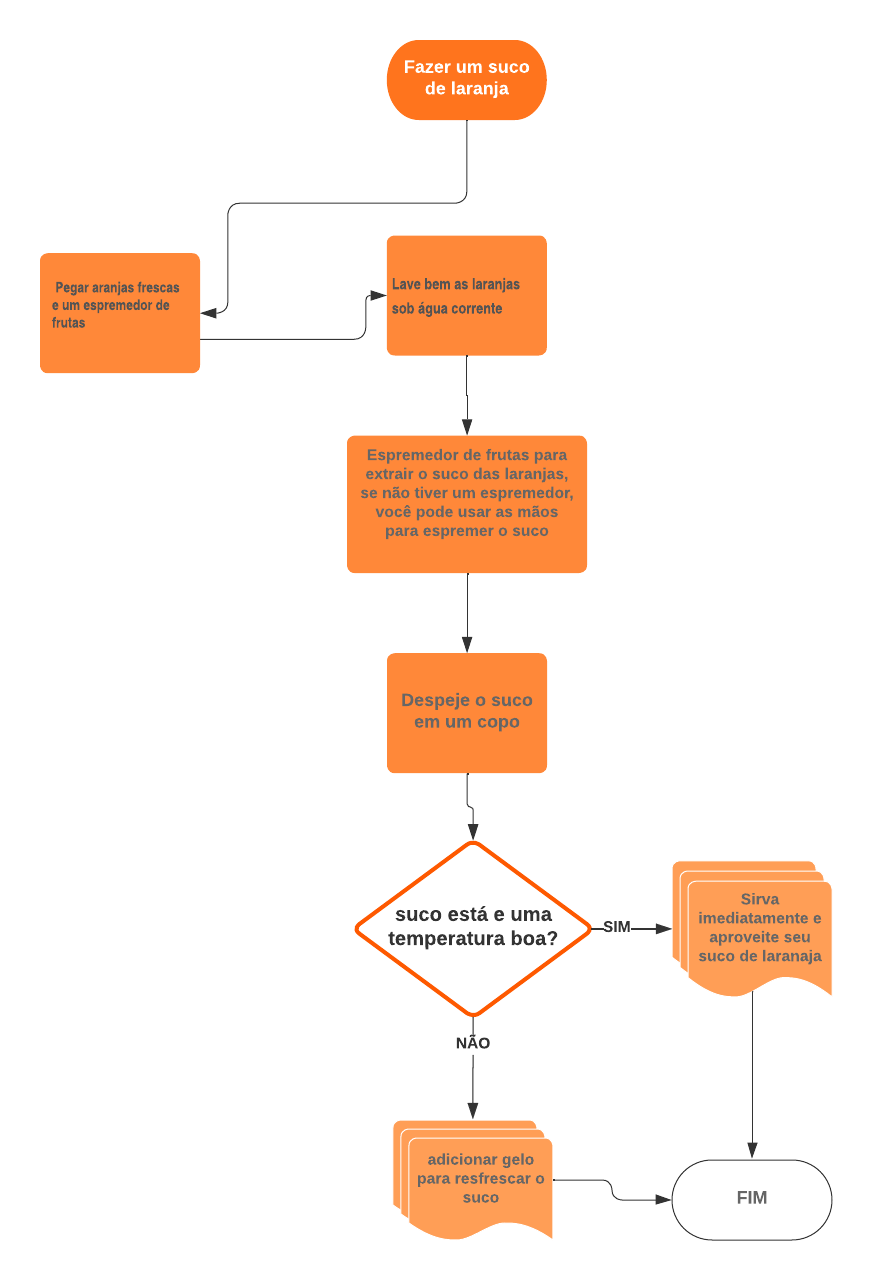 Fazer um suco
de laranja
Pegar aranjas frescas
e um espremedor de
frutas
Lave bem as laranjas
sob água corrente
Espremedor de frutas para
extrair o suco das laranjas,
se não tiver um espremedor,
você pode usar as mãos
para espremer o suco
Despeje o suco
em um copo
suco está e uma
temperatura boa?
SIM
Sirva
imediatamente e
aproveite seu
suco de laranaja
NÃO
adicionar gelo
para resfrescar o
suco
FIM